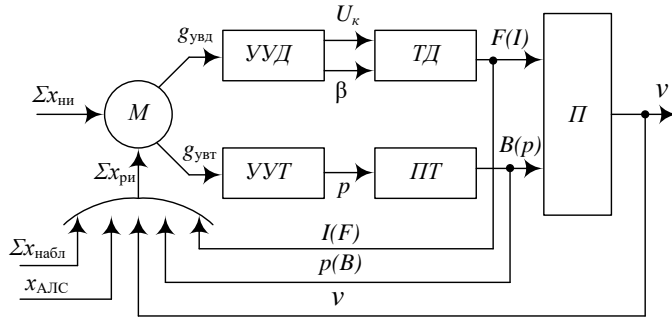 U_к
g_увд
УУД
ТД
F(I)
β
v
Σx_ни
М
П
g_увт
B(p)
Σx_ри
УУТ
p
ПТ
I(F)
Σx_набл
p(B)
x_АЛС
v